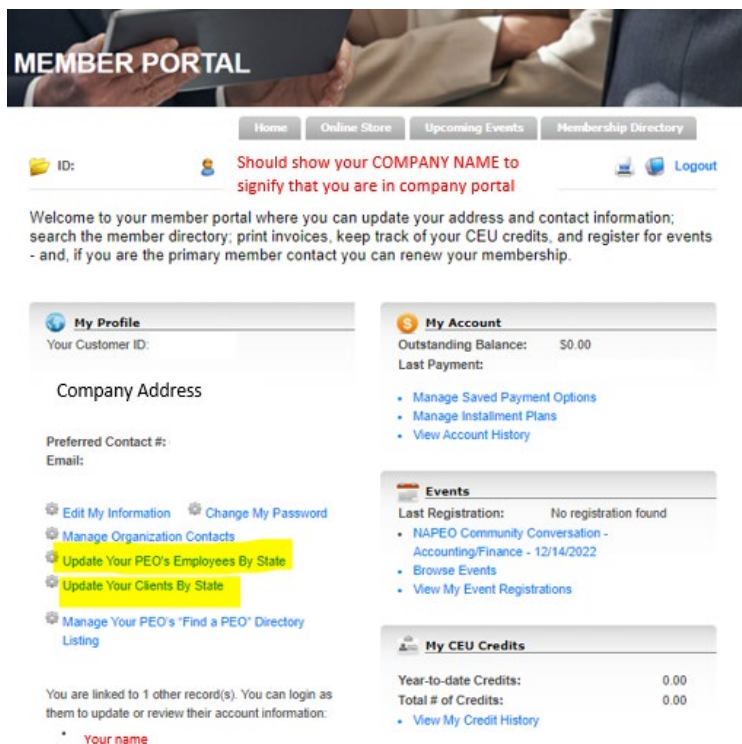 MEMBER PORTAL
Home
Online Store
Upcoming Events
Membership Directory
ID:
Should show your COMPANY NAME to
signify that you are in company portal
Logout
Welcome to your member portal where you can update your address and contact information;
search the member directory; print invoices, keep track of your CEU credits, and register for events
- and, if you are the primary member contact you can renew your membership.
My Profile
Your Customer ID:
Company Address
Preferred Contact #:
Email:
Edit My Information
Change My Password
Manage Organization Contacts
Update Your PEO's Employees By State
Update Your Clients By State
Manage Your PEO's "Find a PEO" Directory
Listing
You are linked to 1 other record(s). You can login as
them to update or review their account information:
Your name
My Account
Outstanding Balance: $0.00
Last Payment:
Manage Saved Payment Options
Manage Installment Plans
View Account History
Events
Last Registration: No registration found
NAPEO Community Conversation -
Accounting/Finance - 12/14/2022
Browse Events
View My Event Registrations
My CEU Credits
Year-to-date Credits: 0.00
Total # of Credits: 0.00
View My Credit History